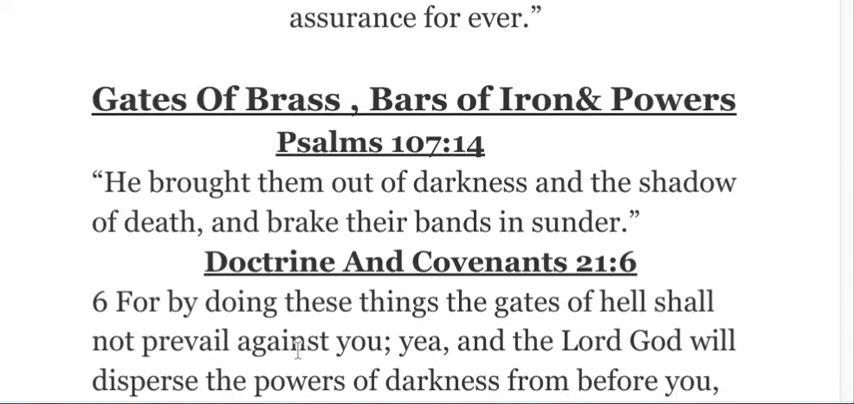 assurance for ever.”
Gates Of Brass , Bars of Iron& Powers
Psalms 107:14
“He brought them out of darkness and the shadow
of death, and brake their bands in sunder.”
Doctrine And Covenants 21:6
6 For by doing these things the gates of hell shall
not prevail against you; yea, and the Lord God will
disperse the powers of darkness from before you,